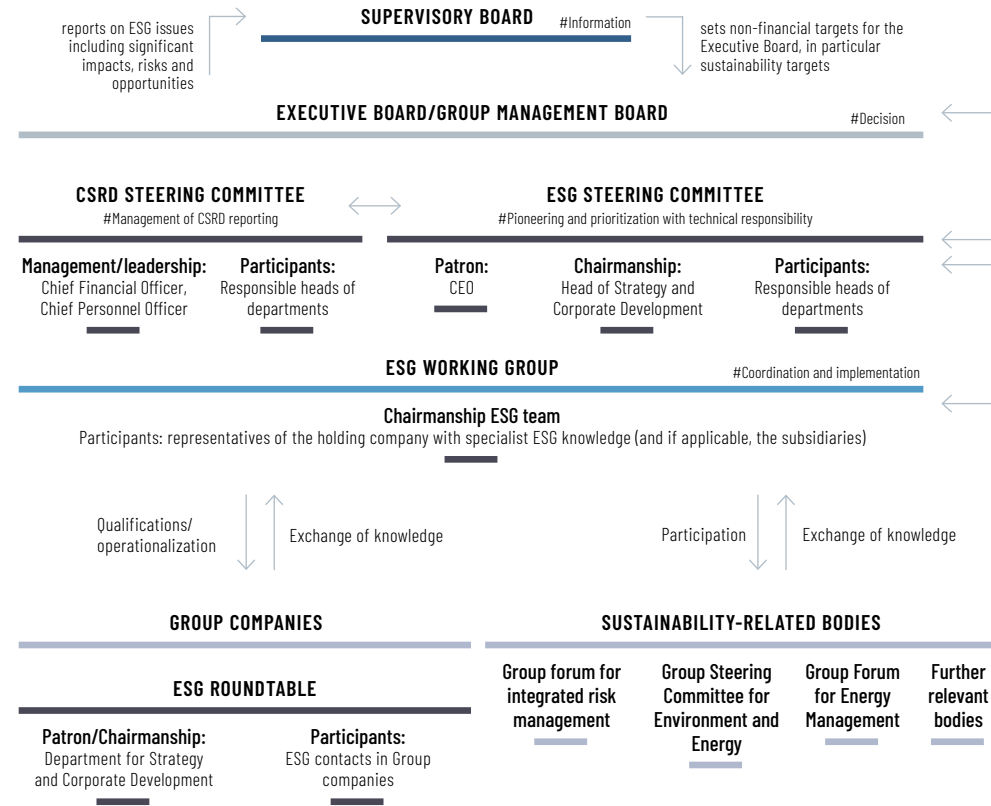 SUPERVISORY BOARD
#Information
reports on ESG issues
including significant
impacts, risks and
opportunities
sets non-financial targets for the
Executive Board, in particular
sustainability targets
EXECUTIVE BOARD/GROUP MANAGEMENT BOARD
#Decision
CSRD STEERING COMMITTEE
#Management of CSRD reporting
Management/leadership:
Chief Financial Officer,
Chief Personnel Officer
Participants:
Responsible heads of
departments
ESG STEERING COMMITTEE
#Pioneering and prioritization with technical responsibility
Patron:
CEO
Chairmanship:
Head of Strategy and
Corporate Development
Participants:
Responsible heads of
departments
ESG WORKING GROUP
#Coordination and implementation
Chairmanship ESG team
Participants: representatives of the holding company with specialist ESG knowledge (and if applicable, the subsidiaries)
Qualifications/
operationalization
Exchange of knowledge
Participation
Exchange of knowledge
GROUP COMPANIES
ESG ROUNDTABLE
Patron/Chairmanship:
Department for Strategy
and Corporate Development
Participants:
ESG contacts in Group
companies
SUSTAINABILITY-RELATED BODIES
Group forum for
integrated risk
management
Group Steering
Committee for
Environment and
Energy
Group Forum
for Energy
Management
Further
relevant
bodies